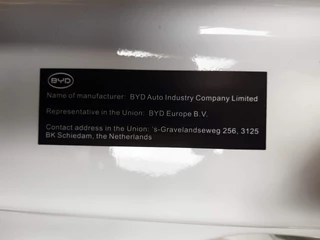 BYD
Name of manufacturer: BYD Auto Industry Company Limited
Representative in the Union: BYD Europe B.V.
Contact address in the Union: 's-Gravelandseweg 256, 3125
BK Schiedam, the Netherlands